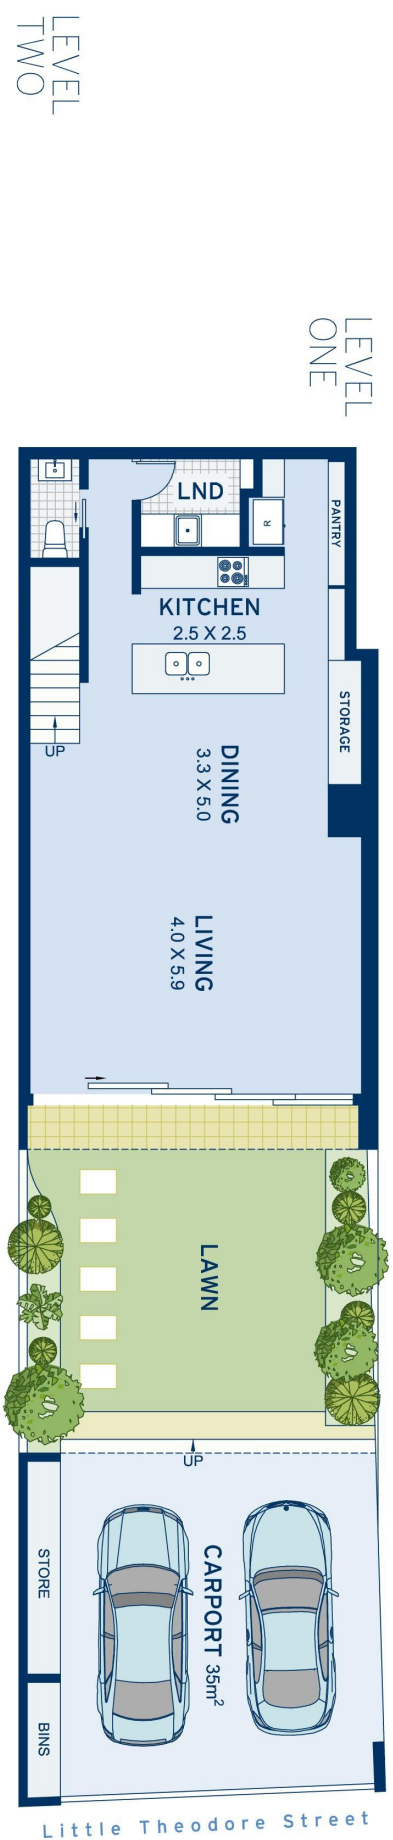 LEVEL
TWO
LEVEL
ONE
LND
R
PANTRY
KITCHEN
2.5 X 2.5
STORAGE
UP
DINING
3.3 X 5.0
LIVING
4.0 X 5.9
LAWN
UP
CARPORT 35m²
STORE
BINS
Little Theodore Street